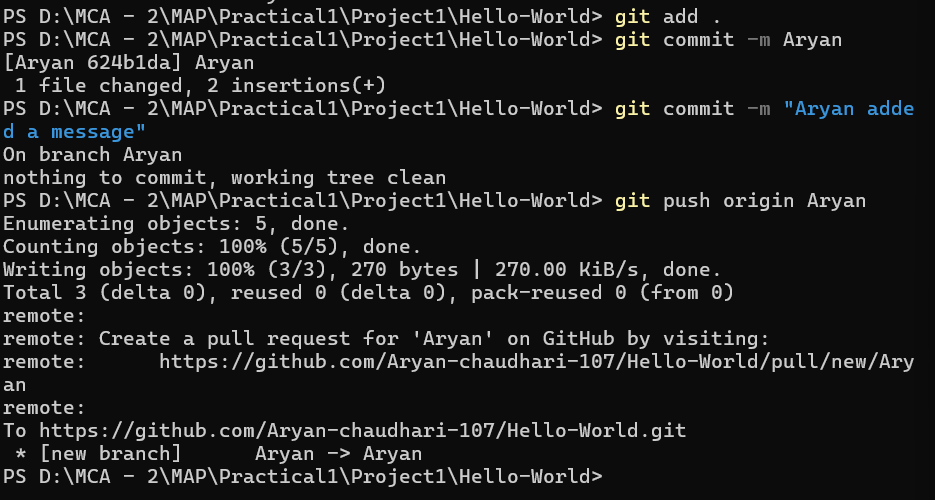 PS D:\MCA - 2\MAP\Practical1\Project1\Hello-World> git add .
PS D:\MCA - 2\MAP\Practical1\Project1\Hello-World> git commit -m Aryan
[Aryan 624b1da] Aryan
 1 file changed, 2 insertions(+)
PS D:\MCA - 2\MAP\Practical1\Project1\Hello-World> git commit -m "Aryan adde
d a message"
On branch Aryan
nothing to commit, working tree clean
PS D:\MCA - 2\MAP\Practical1\Project1\Hello-World> git push origin Aryan
Enumerating objects: 5, done.
Counting objects: 100% (5/5), done.
Writing objects: 100% (3/3), 270 bytes | 270.00 KiB/s, done.
Total 3 (delta 0), reused 0 (delta 0), pack-reused 0 (from 0)
remote:
remote: Create a pull request for 'Aryan' on GitHub by visiting:
remote:      https://github.com/Aryan-chaudhari-107/Hello-World/pull/new/Ary
an
remote:
To https://github.com/Aryan-chaudhari-107/Hello-World.git
 * [new branch]      Aryan -> Aryan
PS D:\MCA - 2\MAP\Practical1\Project1\Hello-World>